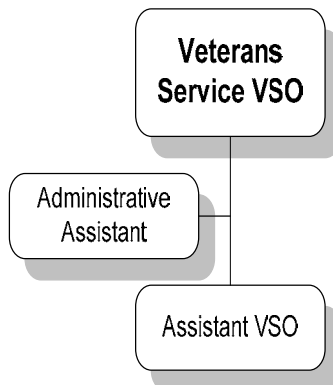 Veterans
Service VSO
Administrative
Assistant
Assistant VSO